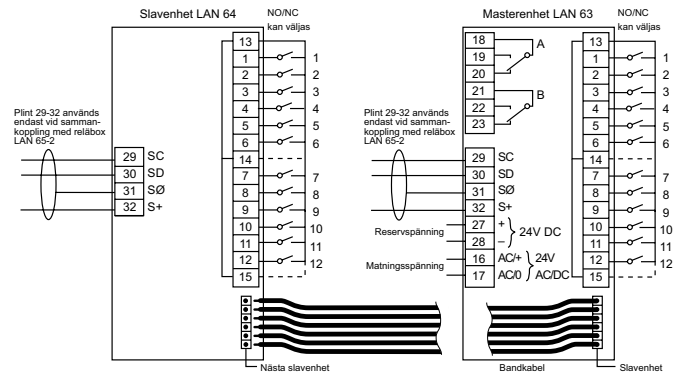 Slavenhet LAN 64
NO/NC
kan väljas
13
1 1
2 2
3 3
4 4
5 5
6 6
14
7 7
8 8
9 9
10 10
11 11
12 12
15
Plint 29-32 används
endast vid samman-
koppling med reläbox
LAN 65-2
29 SC
30 SD
31 SØ
32 S+
Nästa slavenhet
Masterenhet LAN 63
NO/NC
kan väljas
18
19
20
A
21
22
23
B
Plint 29-32 används
endast vid samman-
koppling med reläbox
LAN 65-2
29 SC
30 SD
31 SØ
32 S+
Reservspänning
27 +
28 –
24V DC
Matningsspänning
16 AC/+ 24V
17 AC/0 AC/DC
13
1 1
2 2
3 3
4 4
5 5
6 6
14
7 7
8 8
9 9
10 10
11 11
12 12
15
Bandkabel
Slavenhet